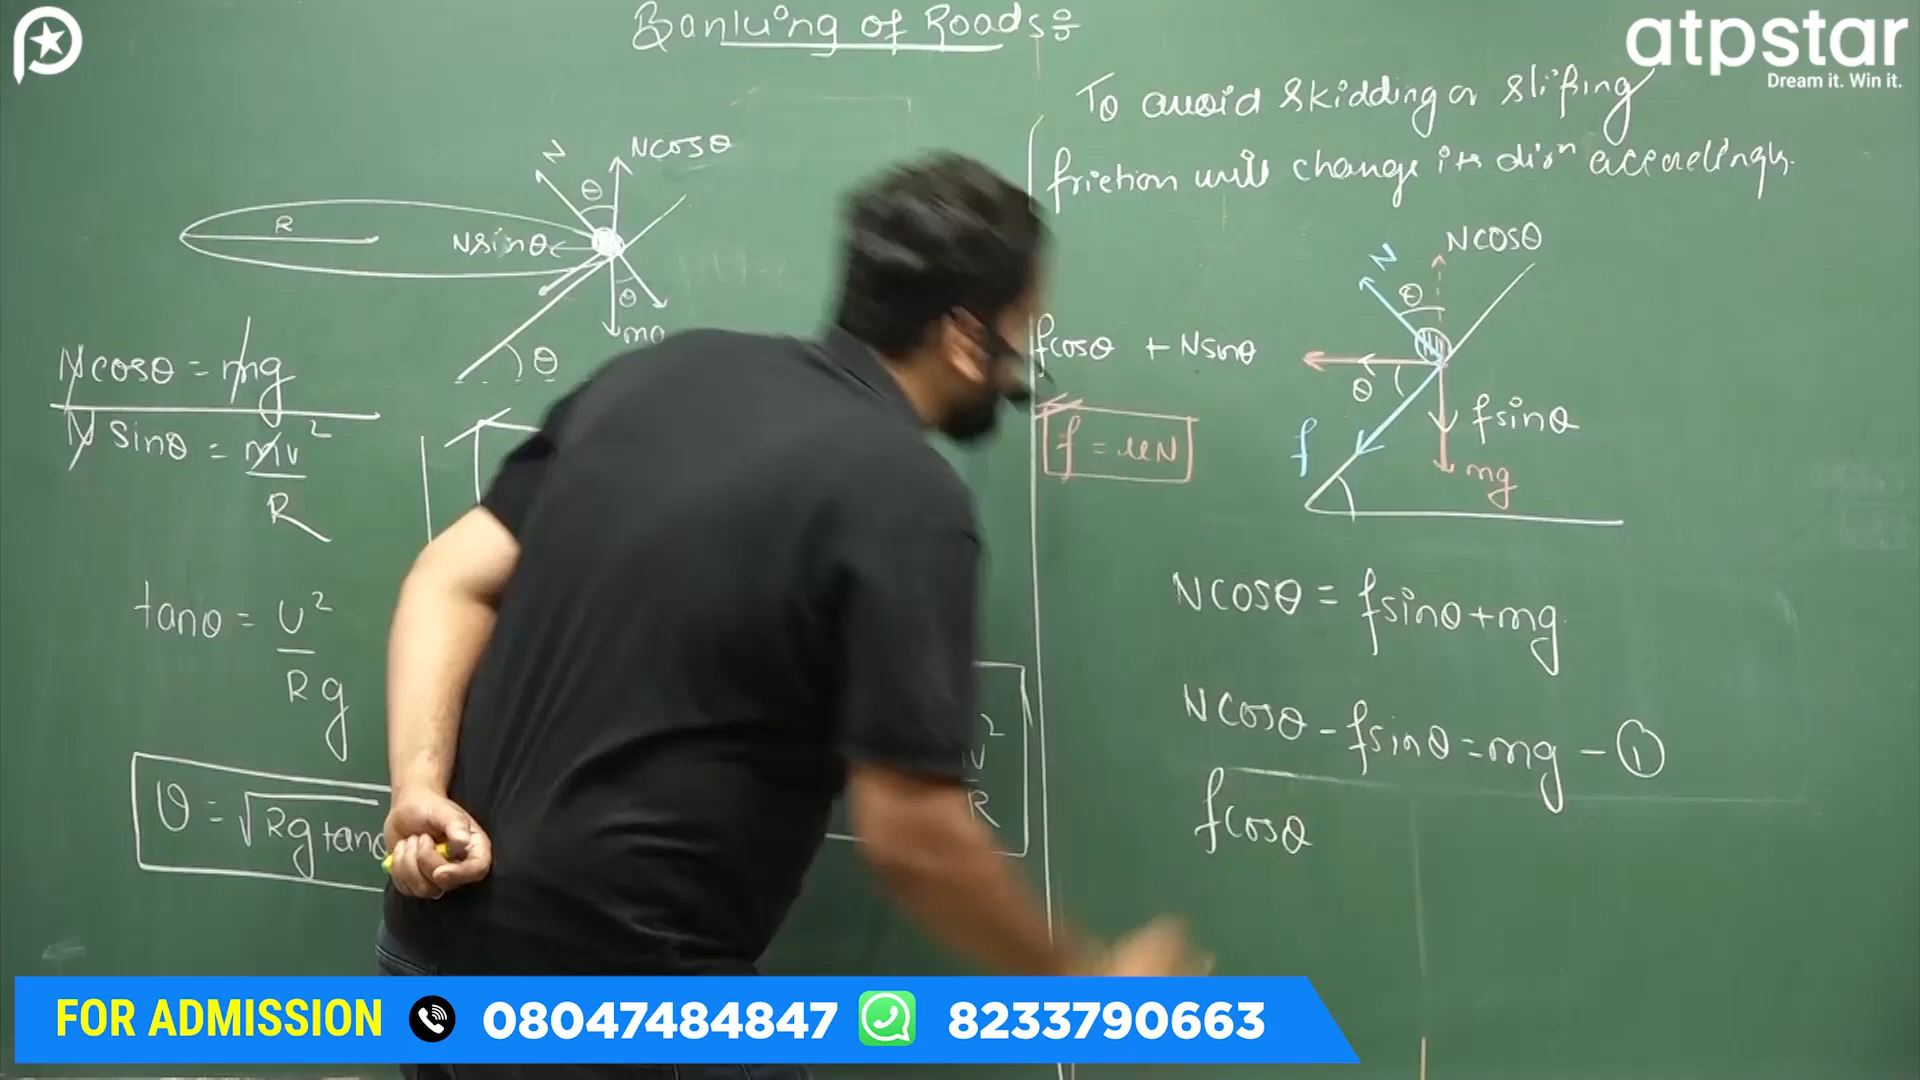 Banking of Roads:
atpstar
Dream it. Win it.
To avoid skidding or sliping
friction will change its dirn accordingly.
N
Ncosθ
θ
R
Nsinθ
θ
mg
θ
Ncosθ = mg
N sinθ = mv²
R
tanθ = v²
Rg
v = √Rg tanθ
v²
R
N
Ncosθ
θ
fcosθ + Nsinθ
θ
f = μN
f
fsinθ
mg
Ncosθ = fsinθ + mg
Ncosθ - fsinθ = mg - ①
fcosθ
FOR ADMISSION 08047484847 8233790663